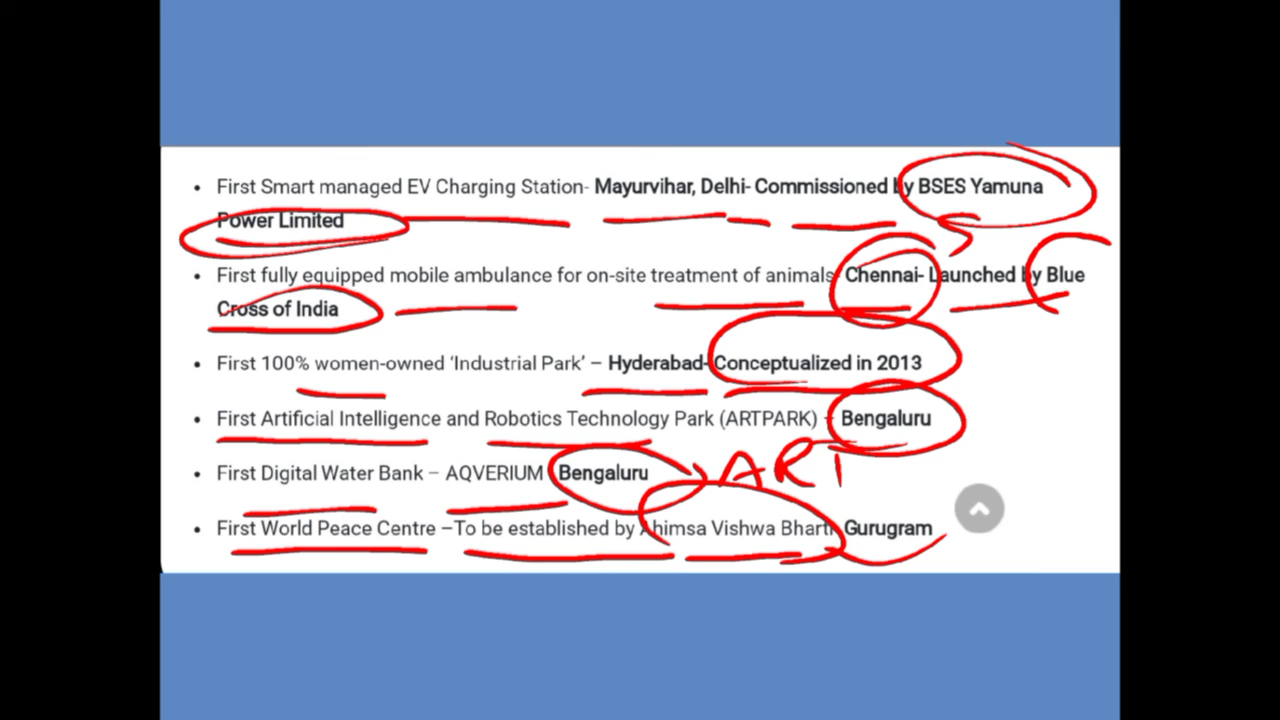 First Smart managed EV Charging Station- Mayurvihar, Delhi- Commissioned by BSES Yamuna
Power Limited
First fully equipped mobile ambulance for on-site treatment of animals- Chennai- Launched by Blue
Cross of India
First 100% women-owned ‘Industrial Park’ – Hyderabad- Conceptualized in 2013
First Artificial Intelligence and Robotics Technology Park (ARTPARK) – Bengaluru
First Digital Water Bank – AQVERIUM Bengaluru
ART
First World Peace Centre –To be established by Ahimsa Vishwa Bharti Gurugram